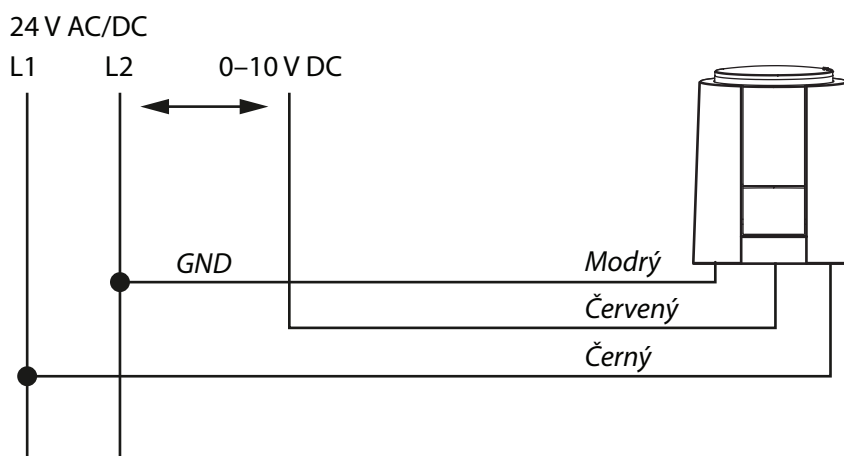 24 V AC/DC
L1 L2 0–10 V DC
GND Modrý
Červený
Černý